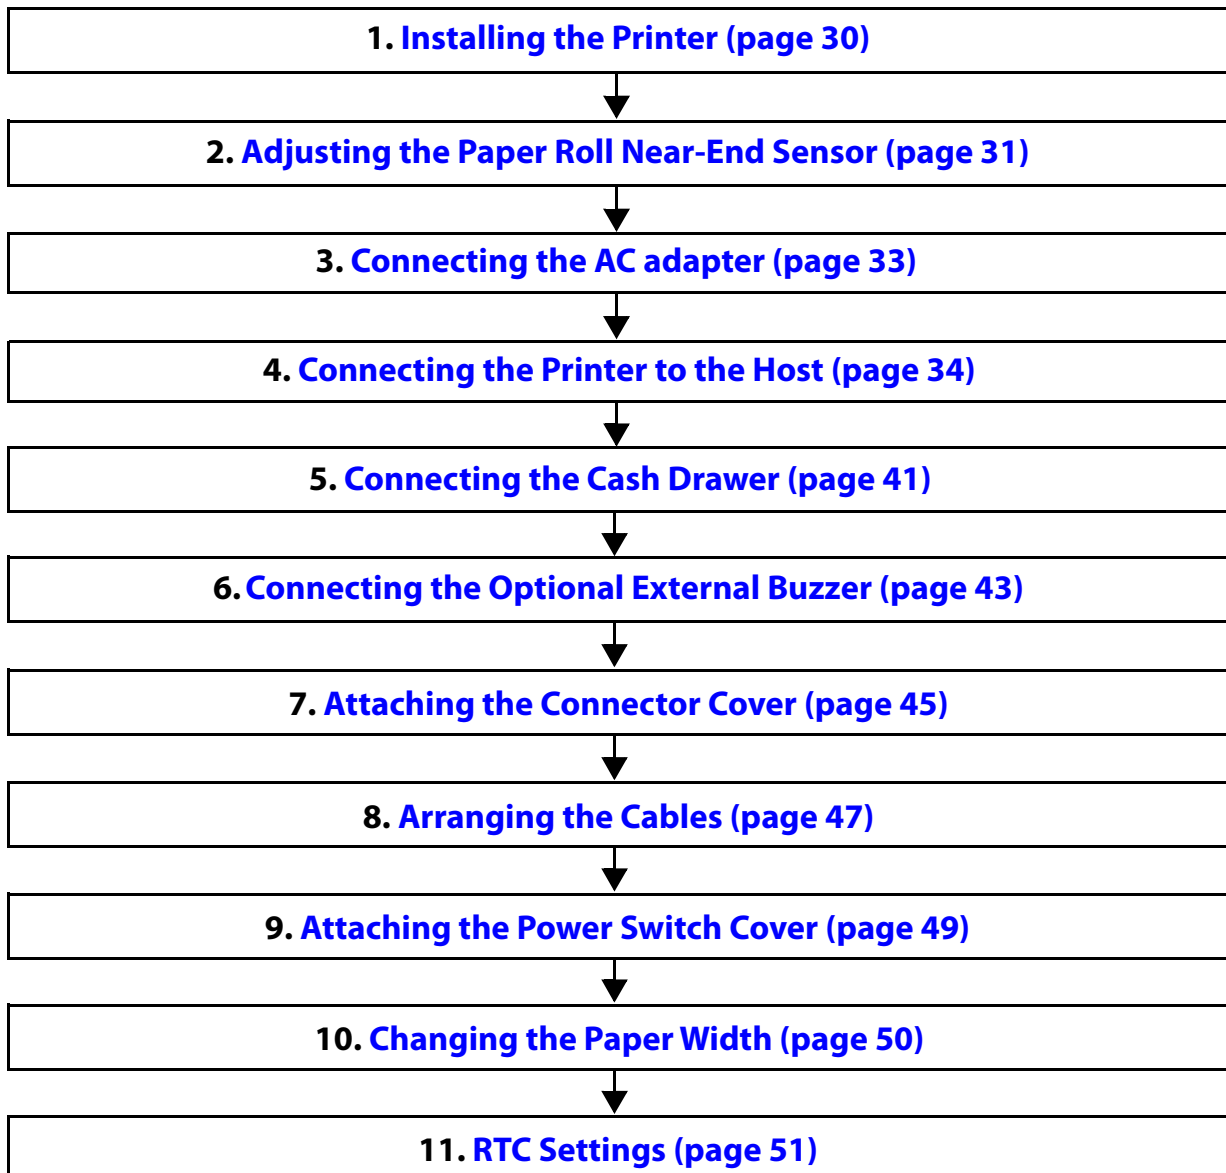 1. Installing the Printer (page 30)
2. Adjusting the Paper Roll Near-End Sensor (page 31)
3. Connecting the AC adapter (page 33)
4. Connecting the Printer to the Host (page 34)
5. Connecting the Cash Drawer (page 41)
6. Connecting the Optional External Buzzer (page 43)
7. Attaching the Connector Cover (page 45)
8. Arranging the Cables (page 47)
9. Attaching the Power Switch Cover (page 49)
10. Changing the Paper Width (page 50)
11. RTC Settings (page 51)